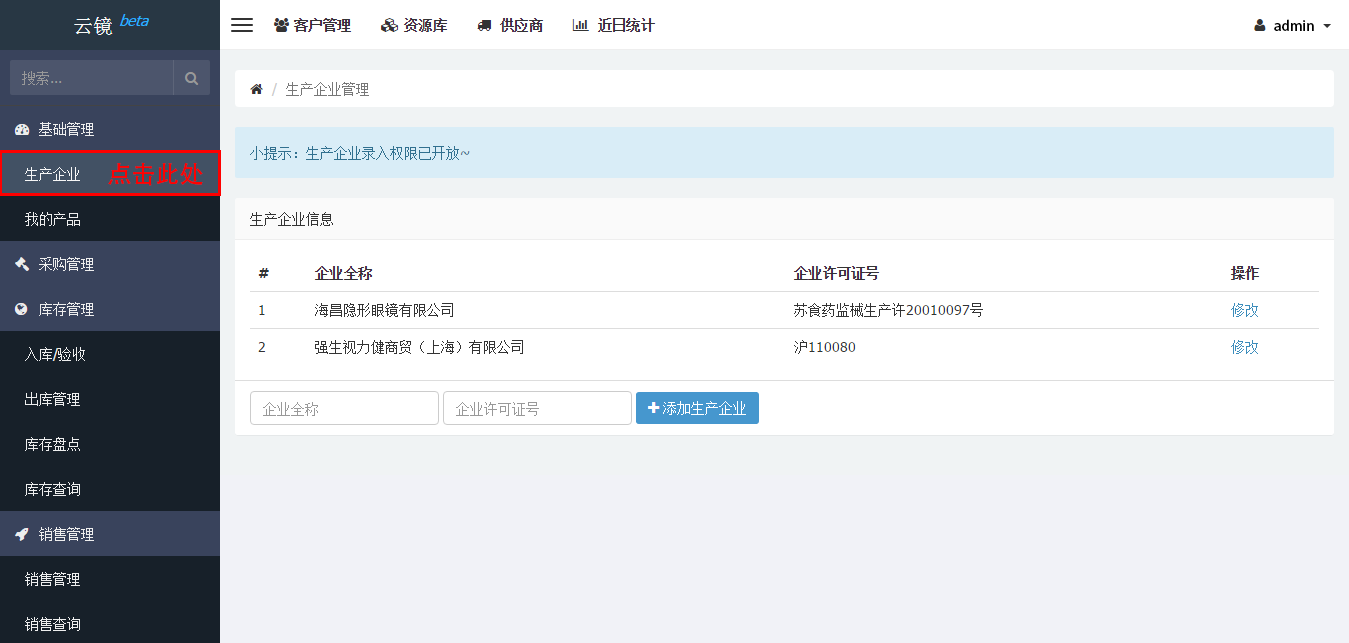 云镜 beta
客户管理 资源库 供应商 近日统计 admin
搜索...
/ 生产企业管理
基础管理
小提示：生产企业录入权限已开放~
生产企业 点击此处
我的产品
生产企业信息
采购管理
# 企业全称 企业许可证号 操作
库存管理
1 海昌隐形眼镜有限公司 苏食药监械生产许20010097号 修改
入库/验收
2 强生视力健商贸（上海）有限公司 沪110080 修改
出库管理
企业全称 企业许可证号 添加生产企业
库存盘点
库存查询
销售管理
销售管理
销售查询